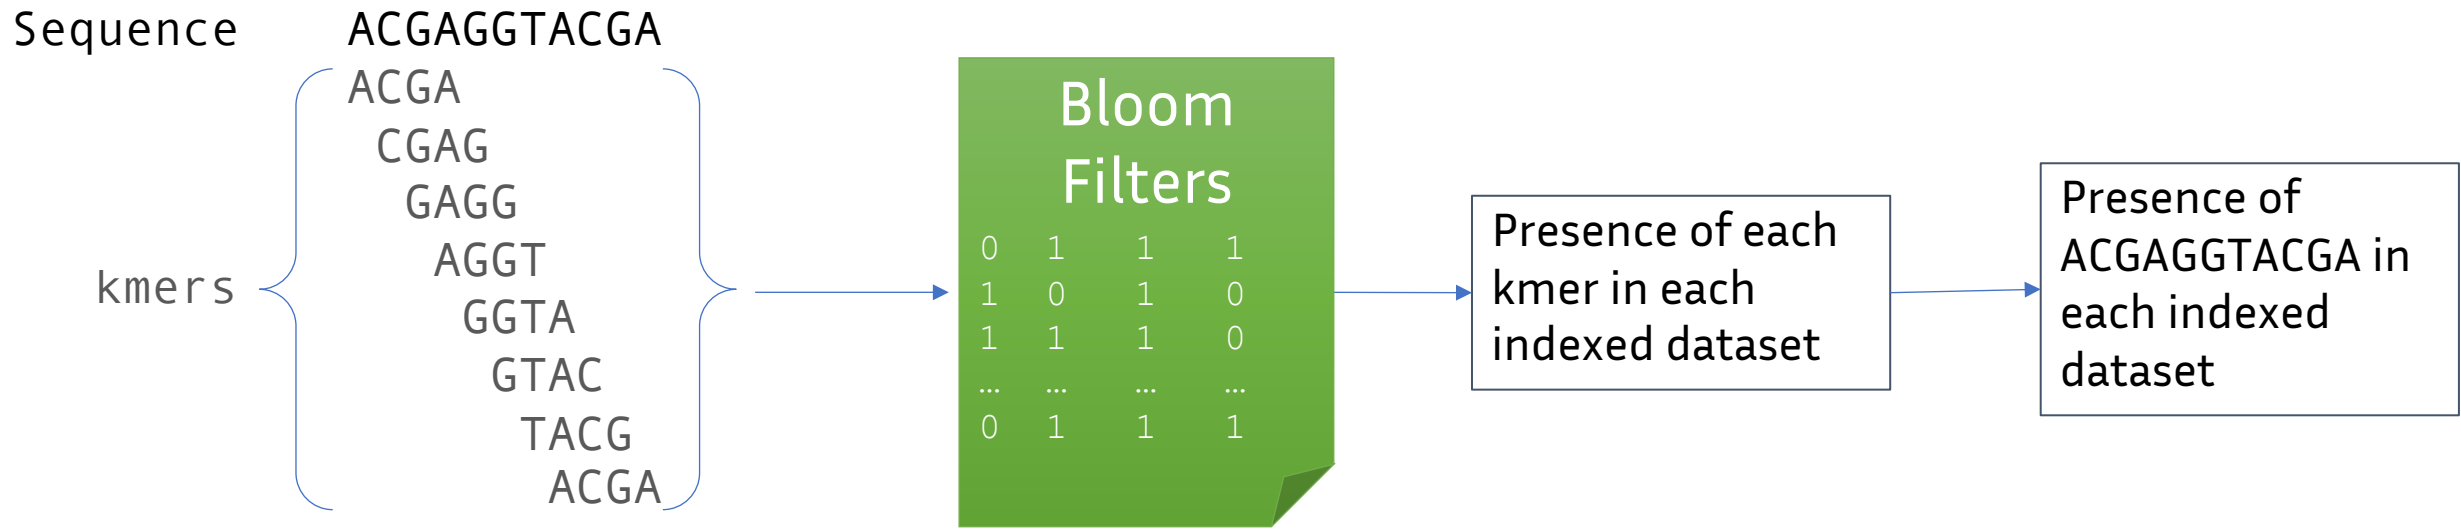 Sequence ACGAGGTACGA
ACGA
CGAG
GAGG
AGGT
GGTA
GTAC
TACG
ACGA
kmers
Bloom
Filters
0 1 1 1
1 0 1 0
1 1 1 0
... ... ... ...
0 1 1 1
Presence of each
kmer in each
indexed dataset
Presence of
ACGAGGTACGA in
each indexed
dataset